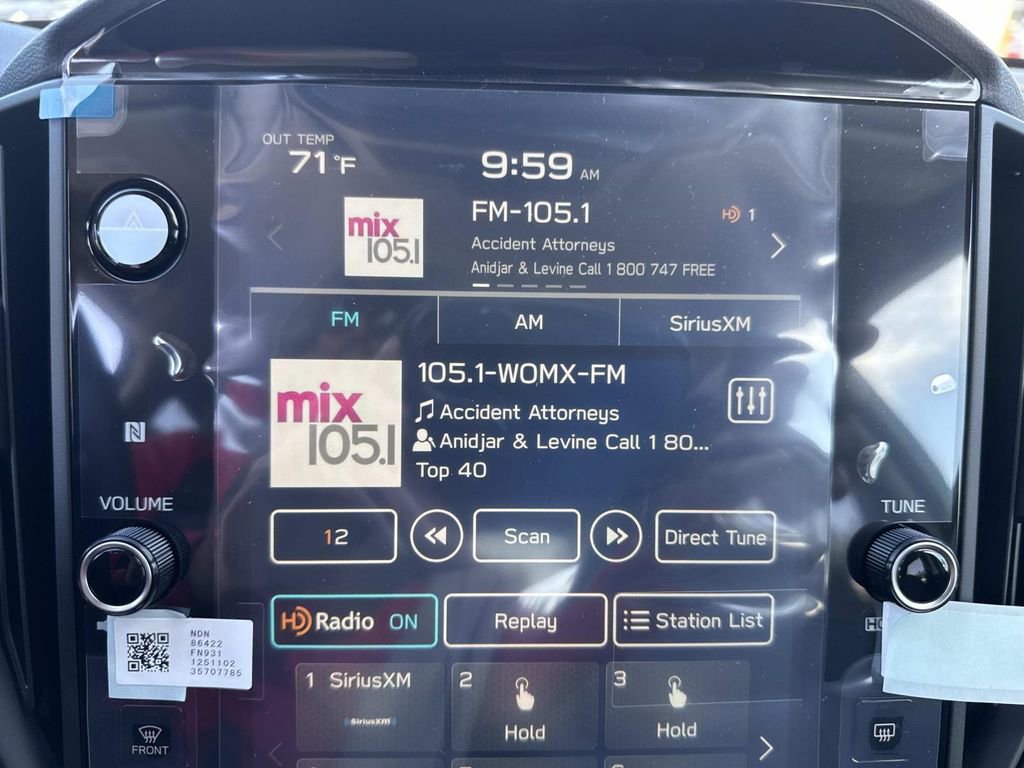 OUT TEMP
71°F
9:59 AM
mix
105.1
FM-105.1
HD 1
Accident Attorneys
Anidjar & Levine Call 1 800 747 FREE
FM
AM
SiriusXM
mix
105.1
105.1-WOMX-FM
Accident Attorneys
Anidjar & Levine Call 1 80...
Top 40
N
VOLUME
TUNE
12
Scan
Direct Tune
HD Radio ON
Replay
Station List
NDN
86422
FN931
1251102
35707785
1 SiriusXM
SiriusXM
2
Hold
3
Hold
FRONT